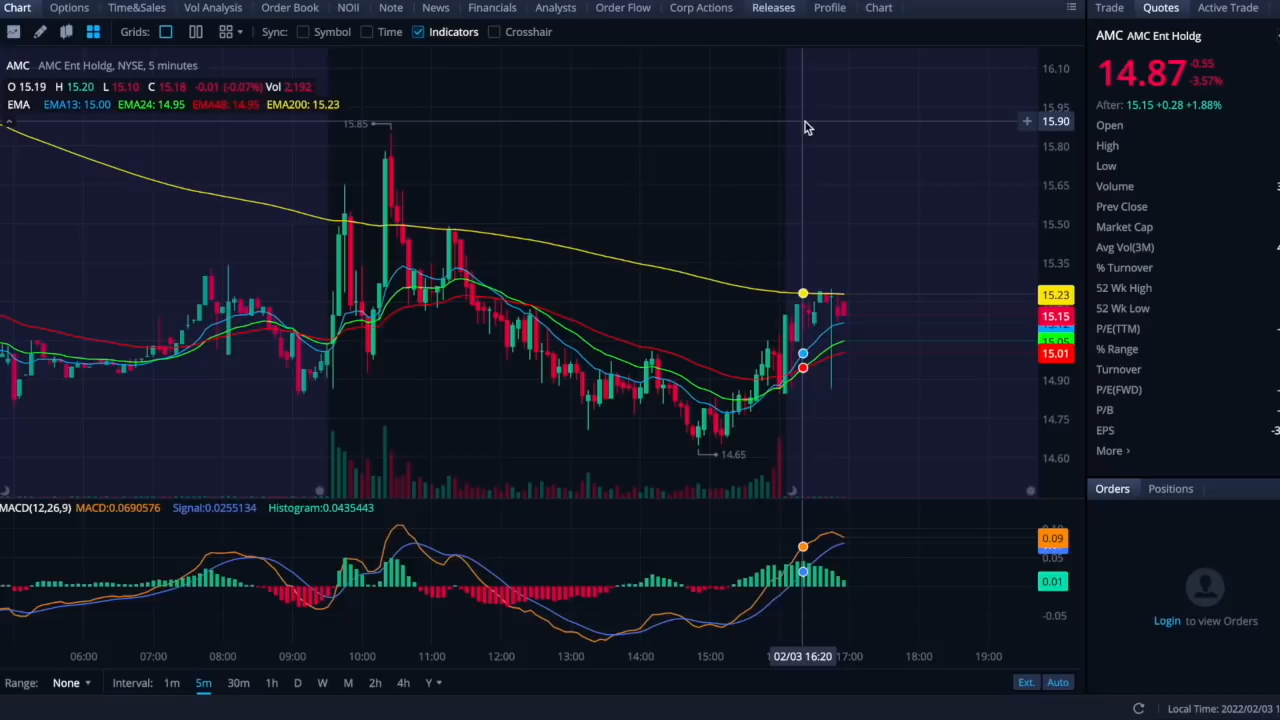 Chart Options Time&Sales Vol Analysis Order Book NOII Note News Financials Analysts Order Flow Corp Actions Releases Profile Chart
Trade Quotes Active Trade
Grids: Sync: Symbol Time Indicators Crosshair
AMC AMC Ent Holdg
AMC AMC Ent Holdg, NYSE, 5 minutes
O 15.19 H 15.20 L 15.10 C 15.18 -0.01 (-0.07%) Vol 2,192
EMA EMA13: 15.00 EMA24: 14.95 EMA48: 14.95 EMA200: 15.23
14.87 -0.55
-3.57%
After: 15.15 +0.28 +1.88%
Open
High
Low
Volume
Prev Close
Market Cap
Avg Vol(3M)
% Turnover
52 Wk High
52 Wk Low
P/E(TTM)
% Range
Turnover
P/E(FWD)
P/B
EPS
More >
16.10
15.95
15.90
15.80
15.65
15.50
15.35
15.23
15.15
15.05
15.01
14.90
14.75
14.60
15.85
14.65
MACD(12,26,9) MACD:0.0690576 Signal:0.0255134 Histogram:0.0435443
0.09
0.05
0.01
-0.05
Orders Positions
Login to view Orders
06:00 07:00 08:00 09:00 10:00 11:00 12:00 13:00 14:00 15:00 02/03 16:20 17:00 18:00 19:00
Range: None Interval: 1m 5m 30m 1h D W M 2h 4h Y Ext. Auto
Local Time: 2022/02/03